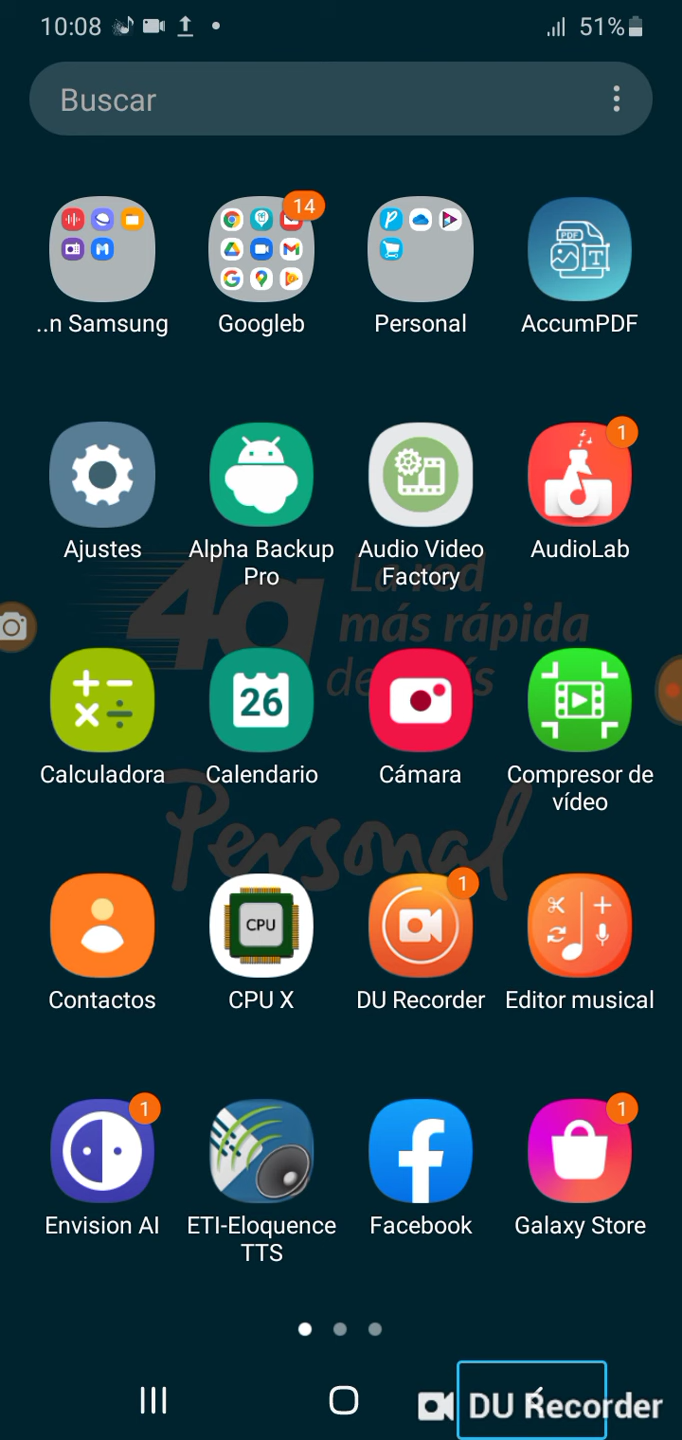 10:08
51%
Buscar
14
..n Samsung
Googleb
Personal
PDF
T
AccumPDF
1
Ajustes
Alpha Backup
Pro
Audio Video
Factory
AudioLab
4g
La red
más rápida
26
Calculadora
Calendario
Cámara
Compresor de
vídeo
Personal
1
CPU
Contactos
CPU X
DU Recorder
Editor musical
1
1
Envision AI
ETI-Eloquence
TTS
Facebook
Galaxy Store
DU Recorder